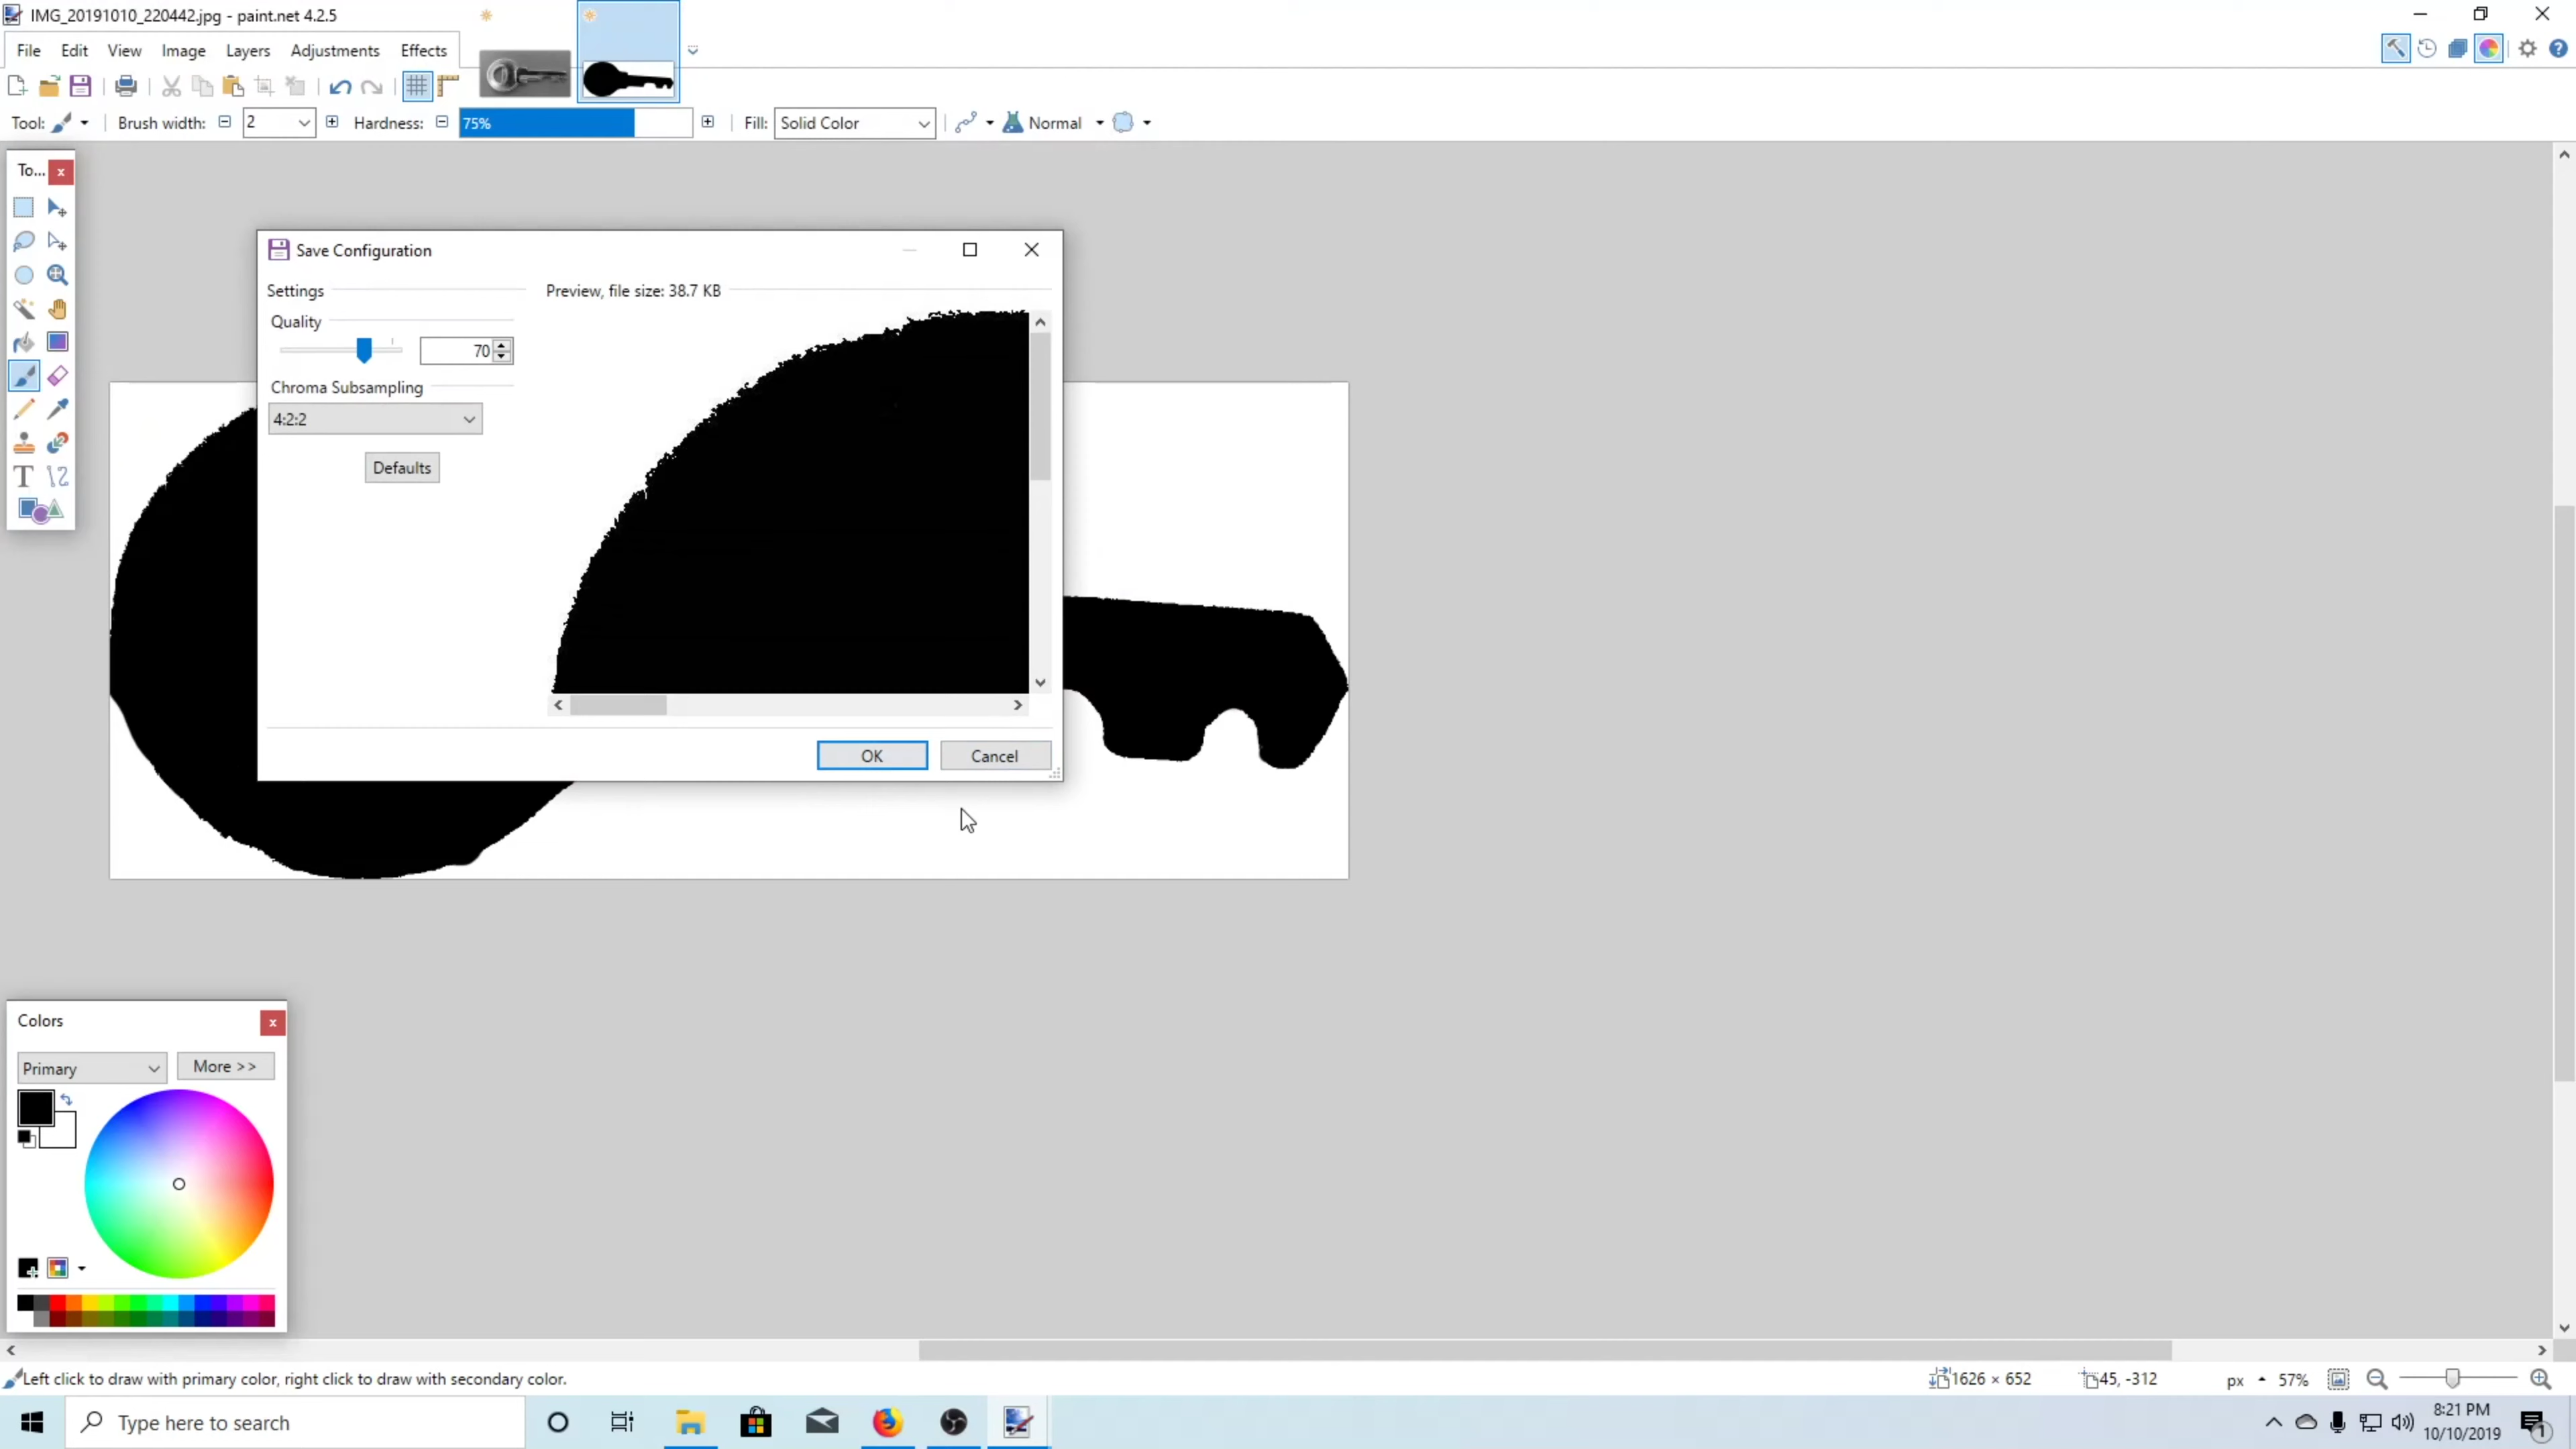 IMG_20191010_220442.jpg - paint.net 4.2.5
File Edit View Image Layers Adjustments Effects
Tool: Brush width: 2 Hardness: 75% Fill: Solid Color Normal
To...
Save Configuration
Settings
Preview, file size: 38.7 KB
Quality
70
Chroma Subsampling
4:2:2
Defaults
OK Cancel
T
Colors
Primary More >>
Left click to draw with primary color, right click to draw with secondary color.
1626 × 652 45, -312 px 57%
Type here to search
8:21 PM
10/10/2019
1